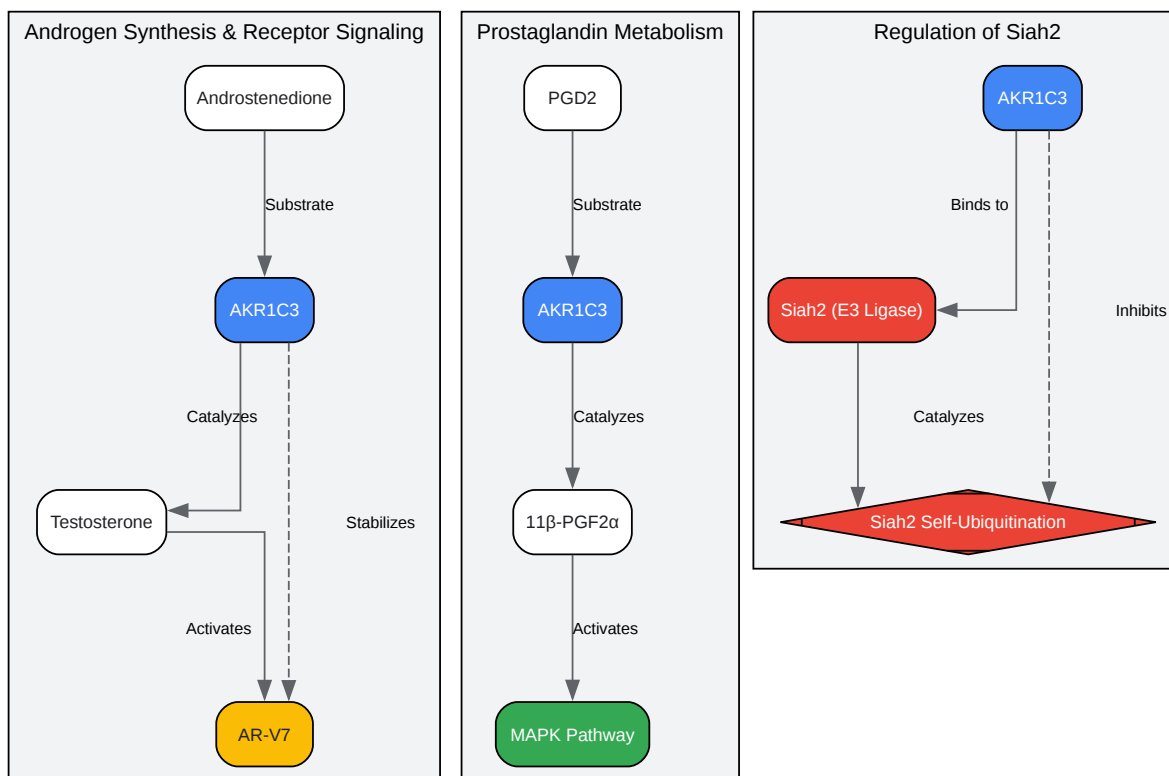 Androgen Synthesis & Receptor Signaling
Androstenedione
Substrate
AKR1C3
Catalyzes
Testosterone
Stabilizes
Activates
AR-V7
Prostaglandin Metabolism
PGD2
Substrate
AKR1C3
Catalyzes
11β-PGF2α
Activates
MAPK Pathway
Regulation of Siah2
AKR1C3
Binds to
Siah2 (E3 Ligase)
Inhibits
Catalyzes
Siah2 Self-Ubiquitination